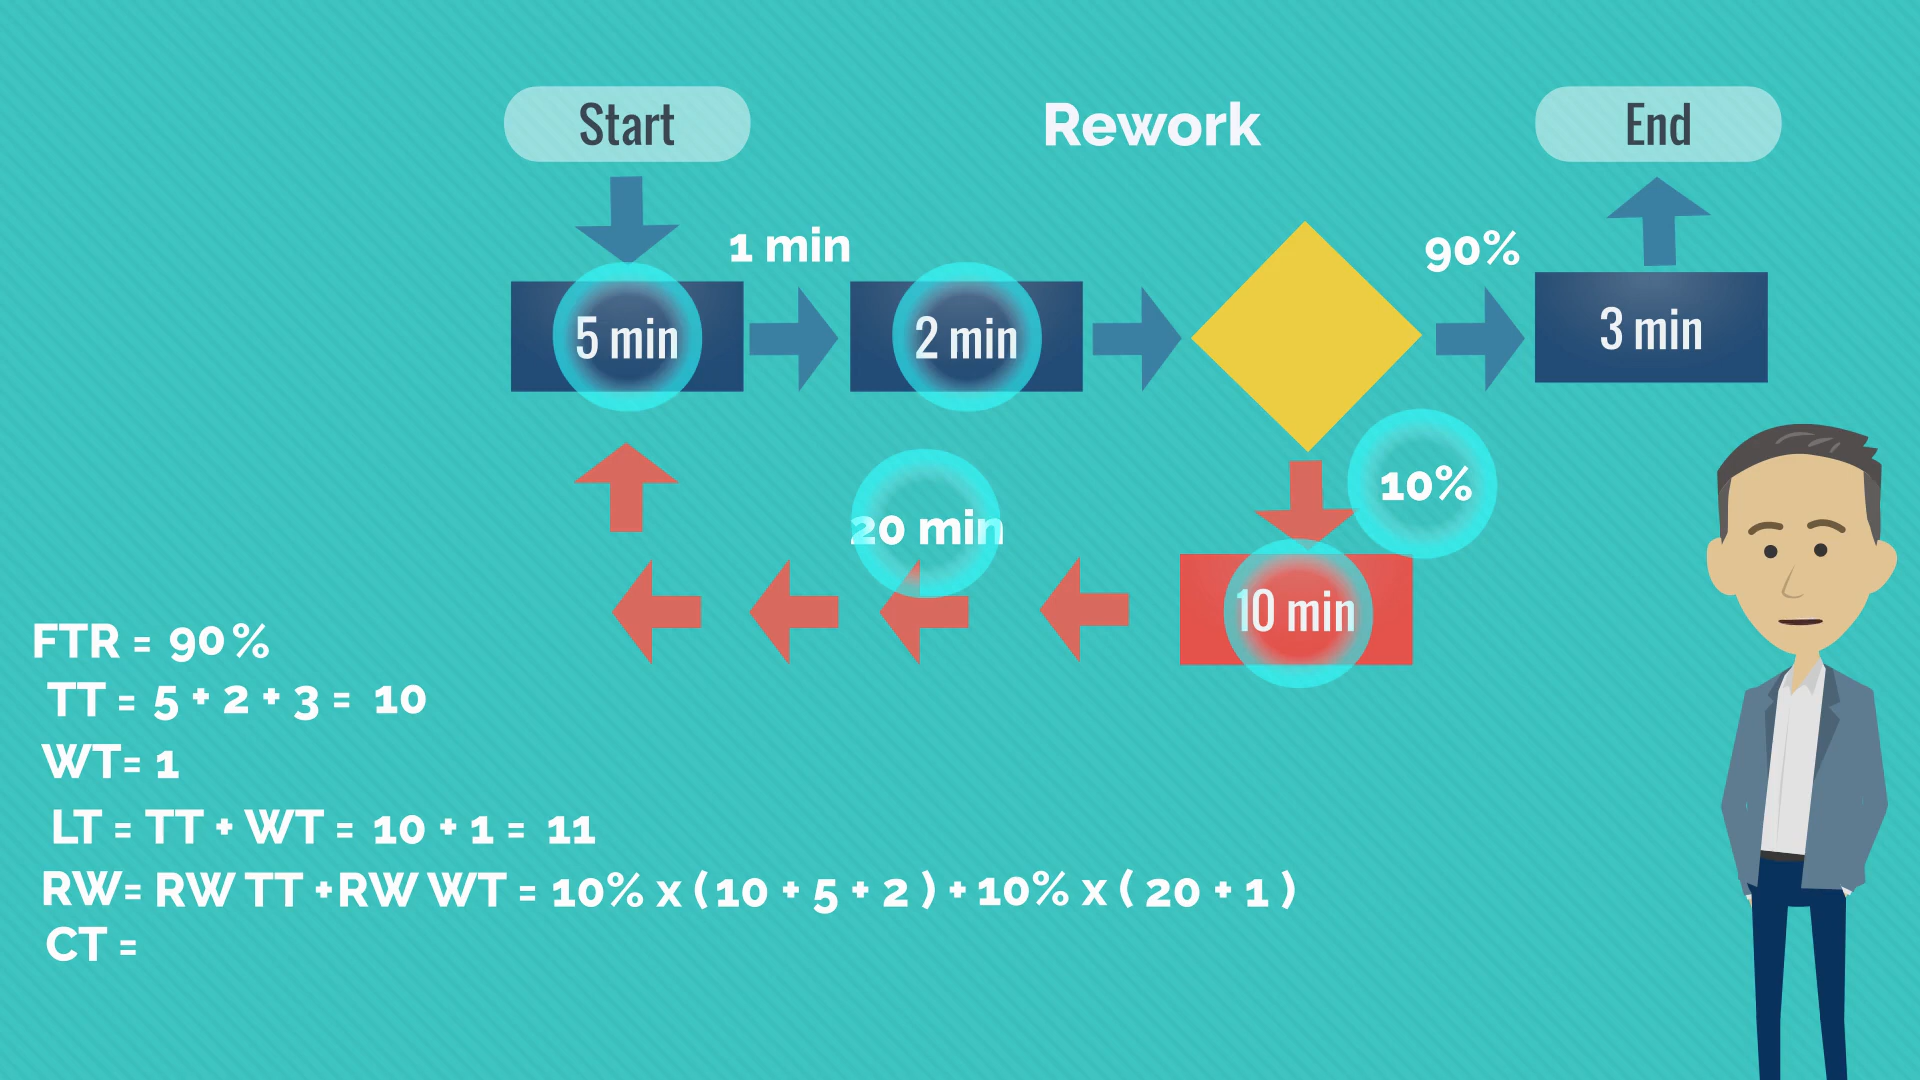 Start
Rework
End
1 min
90%
5 min
2 min
3 min
10%
20 min
10 min
FTR = 90 %
TT = 5 + 2 + 3 = 10
WT= 1
LT = TT + WT = 10 + 1 = 11
RW= RW TT +RW WT = 10% x ( 10 + 5 + 2 ) + 10% x ( 20 + 1 )
CT =